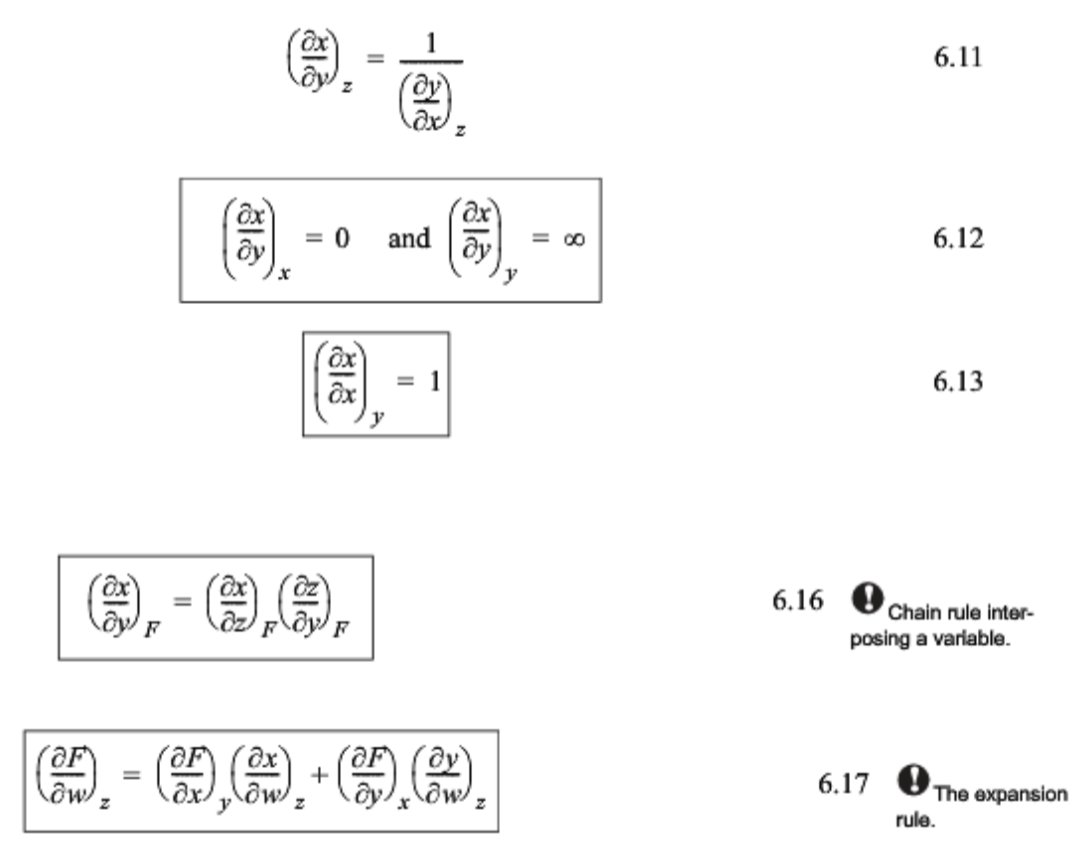 (∂x/∂y)_z = 1/(∂y/∂x)_z 6.11
(∂x/∂y)_x = 0 and (∂x/∂y)_y = ∞ 6.12
(∂x/∂x)_y = 1 6.13
(∂x/∂y)_F = (∂x/∂z)_F (∂z/∂y)_F 6.16 ! Chain rule inter-
posing a variable.
(∂F/∂w)_z = (∂F/∂x)_y (∂x/∂w)_z + (∂F/∂y)_x (∂y/∂w)_z 6.17 ! The expansion
rule.